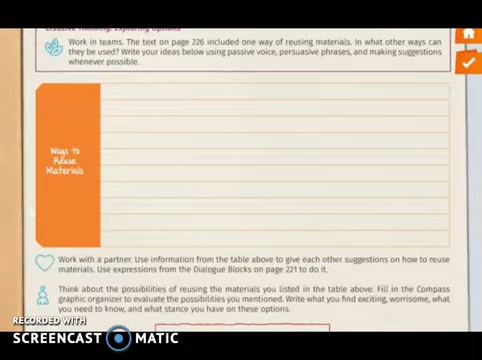 Creative Thinking: Exploring Options
Work in teams. The text on page 226 included one way of reusing materials. In what other ways can
they be used? Write your ideas below using passive voice, persuasive phrases, and making suggestions
whenever possible.
Ways to
Reuse
Materials
Work with a partner. Use information from the table above to give each other suggestions on how to reuse
materials. Use expressions from the Dialogue Blocks on page 221 to do it.
Think about the possibilities of reusing the materials you listed in the table above. Fill in the Compass
graphic organizer to evaluate the possibilities you mentioned. Write what you find exciting, worrisome, what
you need to know, and what stance you have on these options.
RECORDED WITH
SCREENCAST MATIC